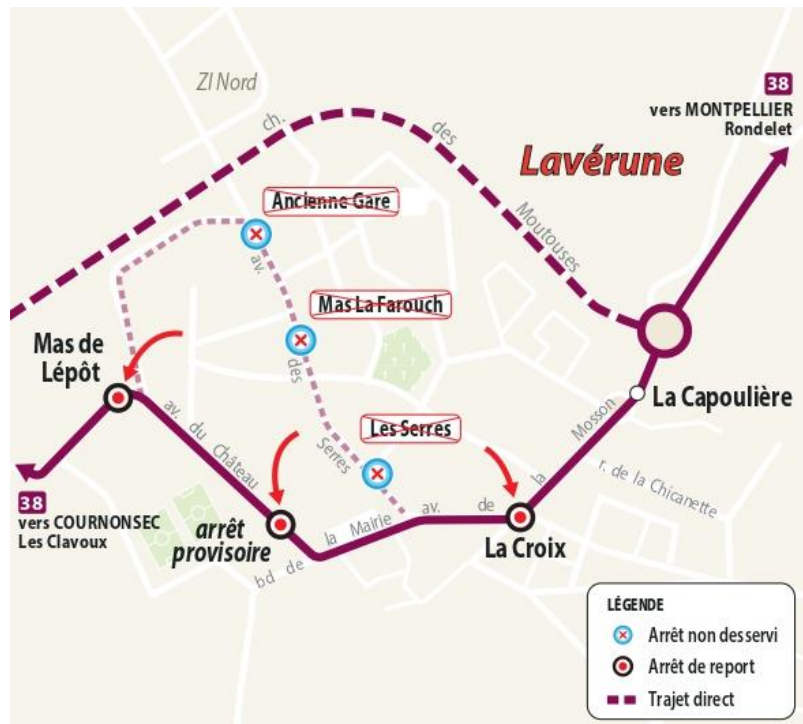 ZI Nord
38
vers MONTPELLIER
Rondelet
ch.
des
Moutouses
Lavérune
Ancienne Gare
av.
Mas La Farouch
des
Mas de
Lépôt
La Capoulière
Les Serres
Serres
av. du Château
la Mosson
r. de la Chicanette
38
vers COURNONSEC
Les Clavoux
arrêt
provisoire
bd de la Mairie
av. de
La Croix
LÉGENDE
Arrêt non desservi
Arrêt de report
Trajet direct